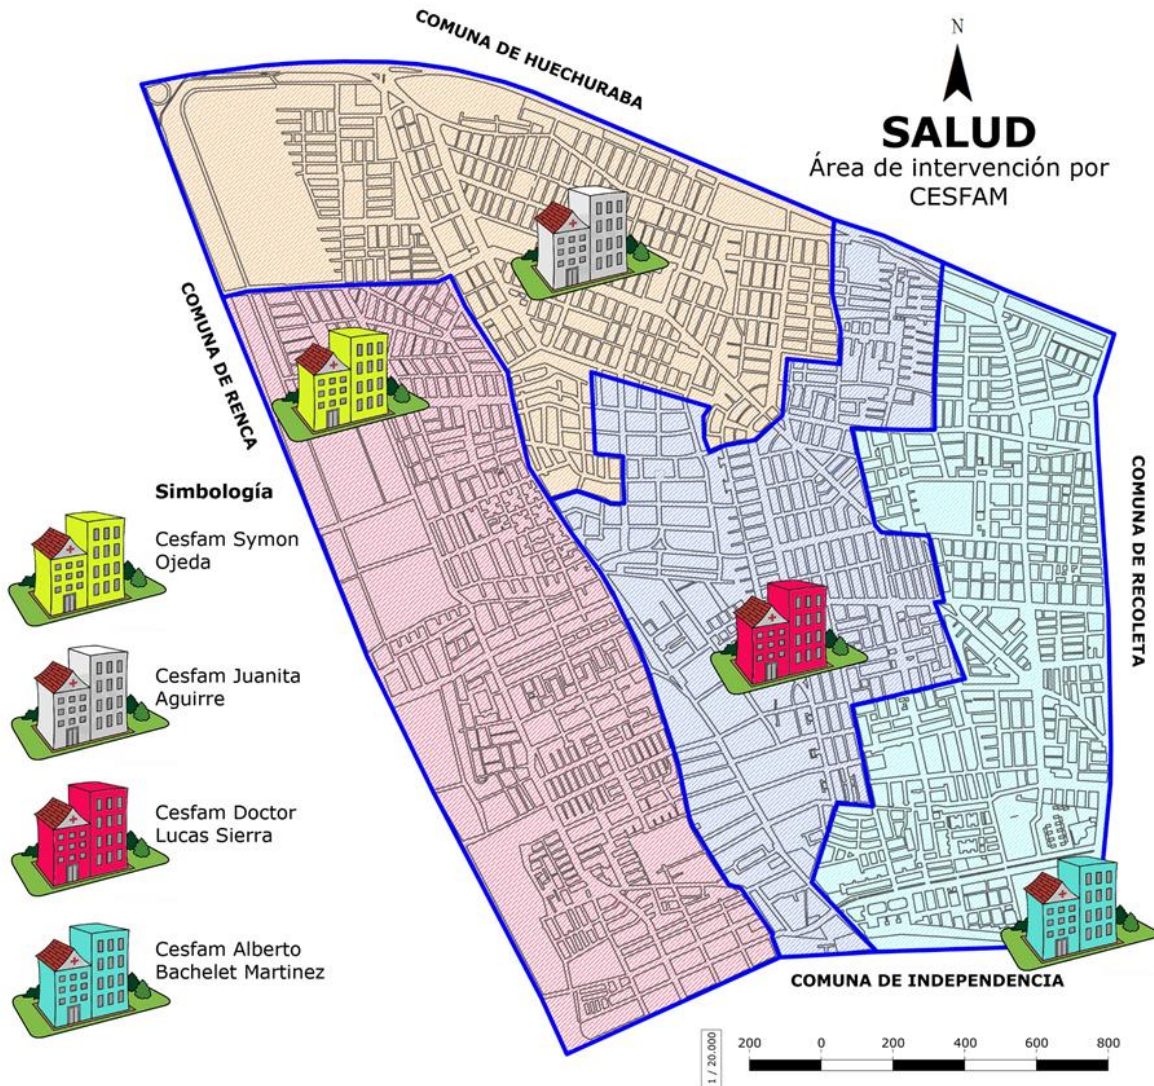 COMUNA DE HUECHURABA
N
SALUD
Área de intervención por
CESFAM
COMUNA DE RENCA
COMUNA DE RECOLETA
Simbología
Cesfam Symon
Ojeda
Cesfam Juanita
Aguirre
Cesfam Doctor
Lucas Sierra
Cesfam Alberto
Bachelet Martinez
COMUNA DE INDEPENDENCIA
1 / 20.000
200 0 200 400 600 800